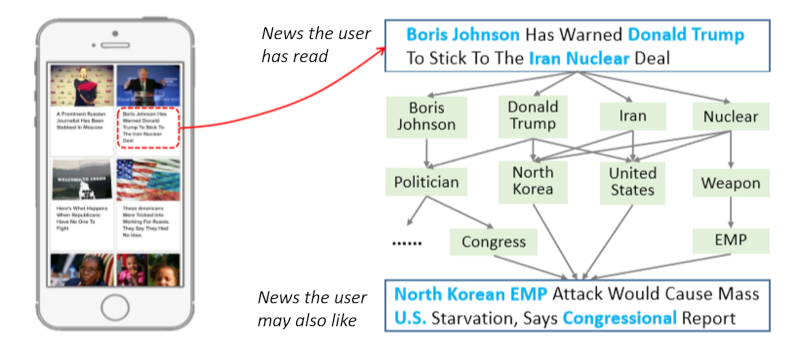 News the user
has read
Boris Johnson Has Warned Donald Trump
To Stick To The Iran Nuclear Deal
A Prominent Russian
Journalist Has Been
Stabbed In Moscow
Boris Johnson Has
Warned Donald
Trump To Stick To
The Iran Nuclear
Deal
Boris
Johnson
Donald
Trump
Iran
Nuclear
WELCOME TO
Politician
North
Korea
United
States
Weapon
Here's What Happens
When Republicans
Have No One To
Fight
These Americans
Were Tricked Into
Working For Russia.
They Say They Had
No Idea.
......
Congress
EMP
News the user
may also like
North Korean EMP Attack Would Cause Mass
U.S. Starvation, Says Congressional Report